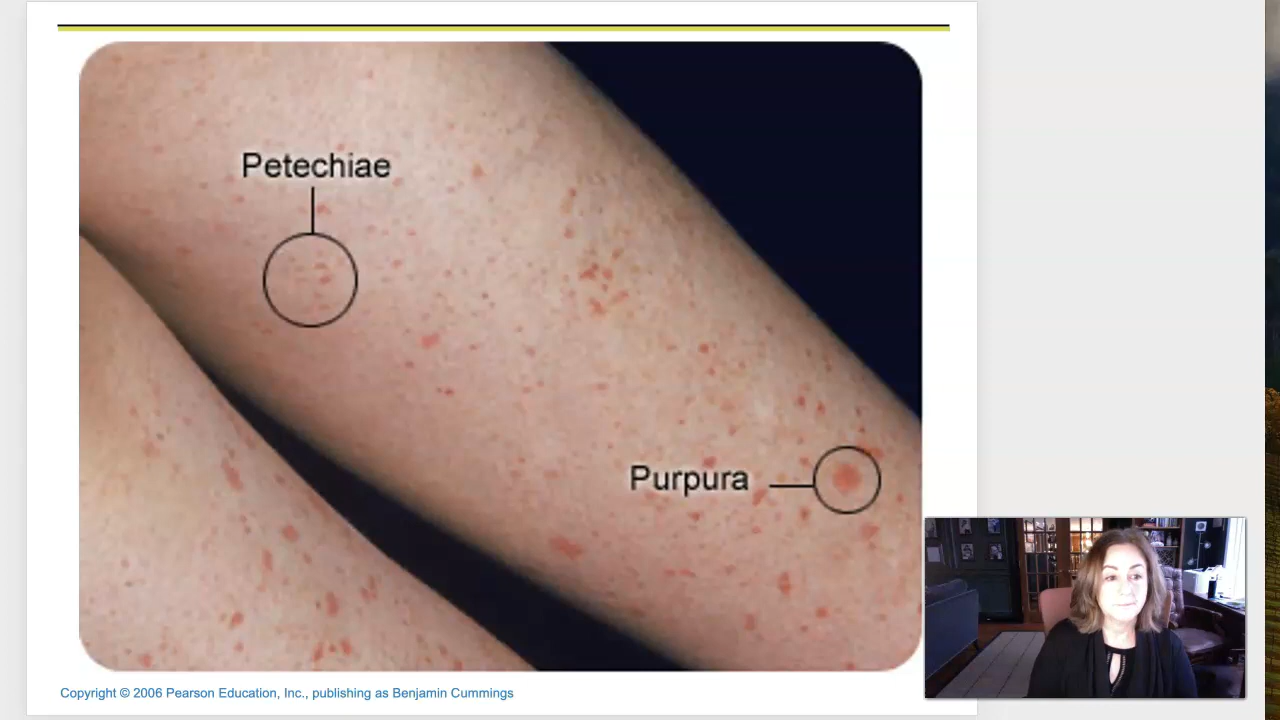 Petechiae
Purpura
Copyright © 2006 Pearson Education, Inc., publishing as Benjamin Cummings